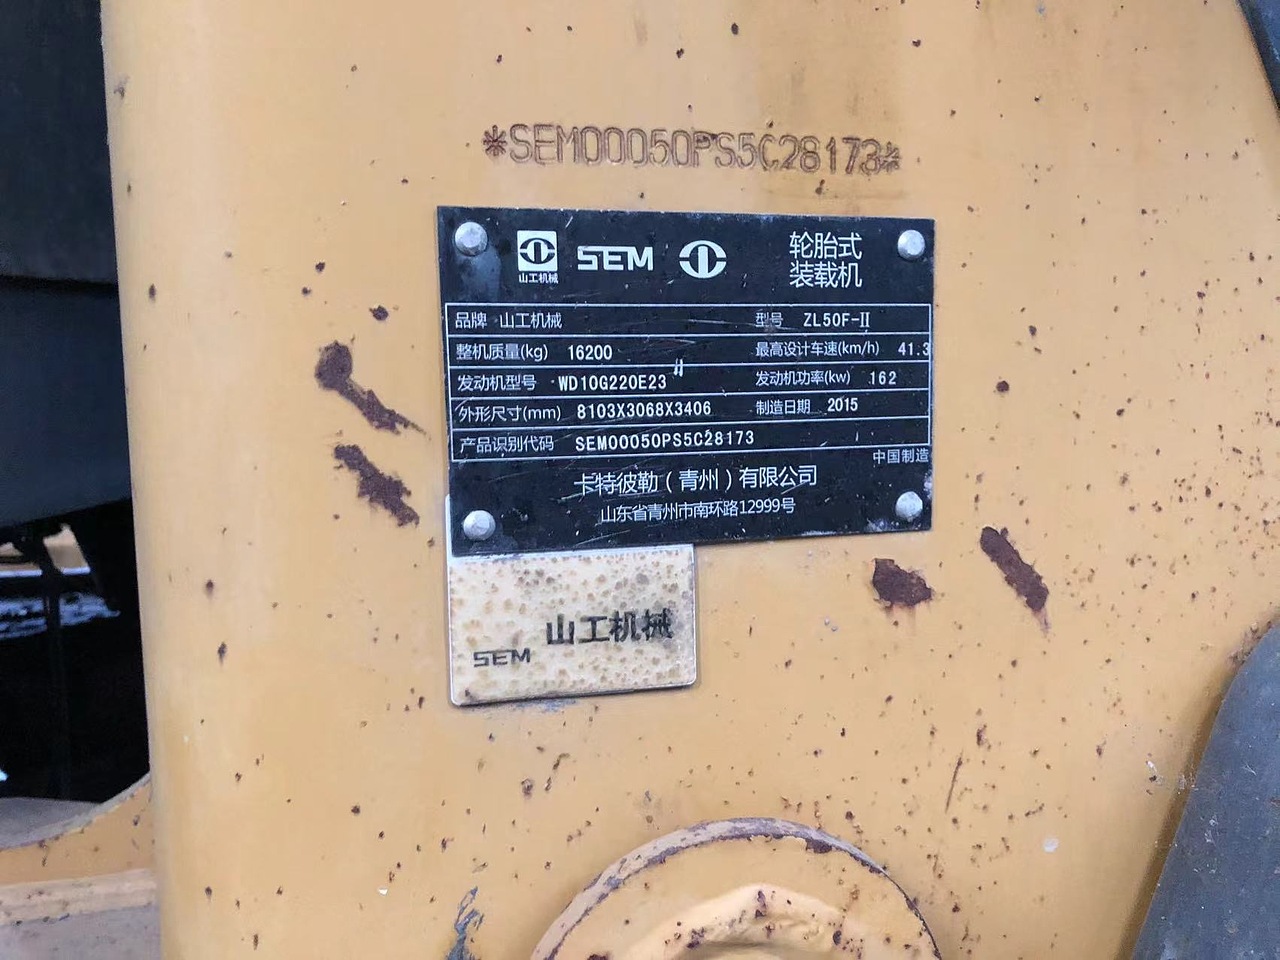 *SEM00050PS5C28173*
山工机械 SEM 轮胎式
装载机
品牌 山工机械 型号 ZL50F-II
整机质量(kg) 16200 最高设计车速(km/h) 41.3
发动机型号 WD10G220E23 发动机功率(kw) 162
外形尺寸(mm) 8103X3068X3406 制造日期 2015
产品识别代码 SEM00050PS5C28173
中国制造
卡特彼勒(青州)有限公司
山东省青州市南环路12999号
SEM 山工机械